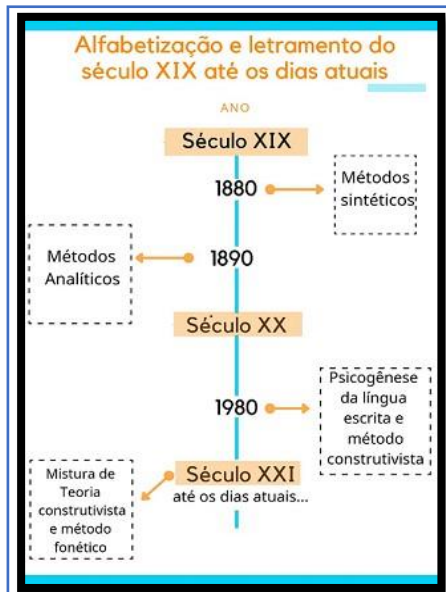 Alfabetização e letramento do
século XIX até os dias atuais
ANO
Século XIX
1880
Métodos
sintéticos
1890
Métodos
Analíticos
Século XX
1980
Psicogênese
da língua
escrita e
método
construtivista
Século XXI
até os dias atuais...
Mistura de
Teoria
construtivista
e método
fonético